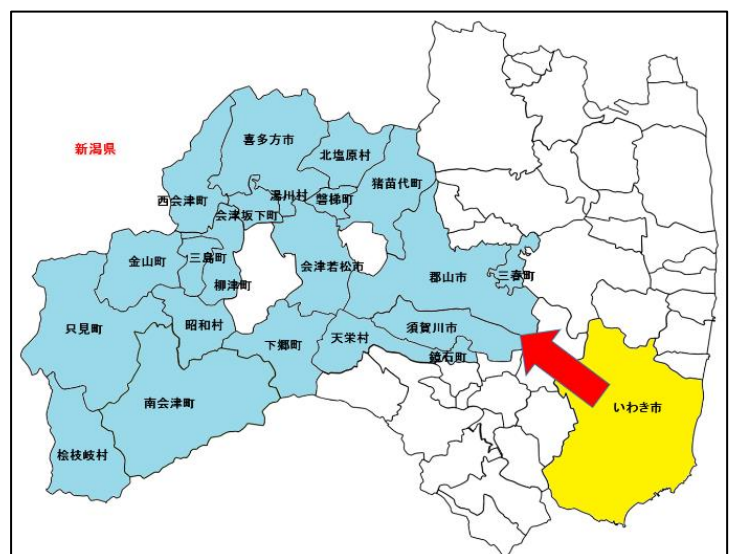 新潟県
喜多方市
北塩原村
猪苗代町
西会津町
湯川村
磐梯町
会津坂下町
金山町
三島町
会津若松市
郡山市
三春町
柳津町
只見町
昭和村
下郷町
天栄村
須賀川市
鏡石町
南会津町
いわき市
桧枝岐村